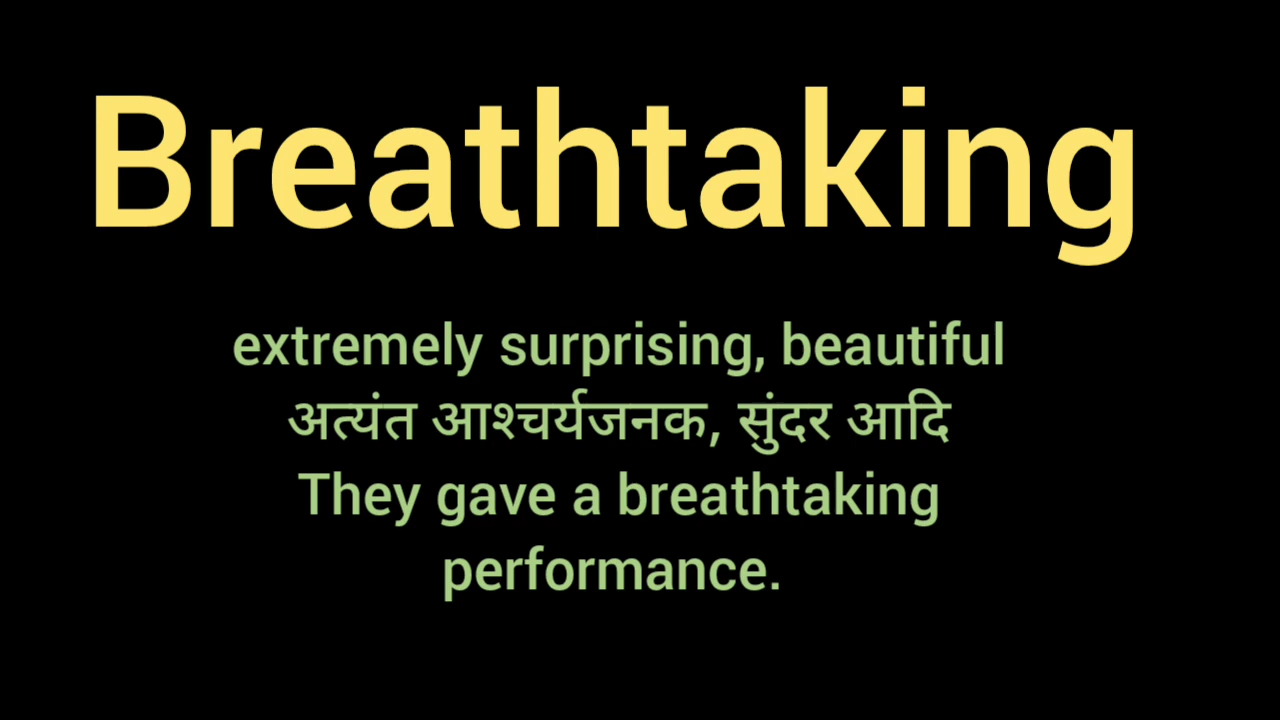 Breathtaking
extremely surprising, beautiful
अत्यंत आश्चर्यजनक, सुंदर आदि
They gave a breathtaking
performance.